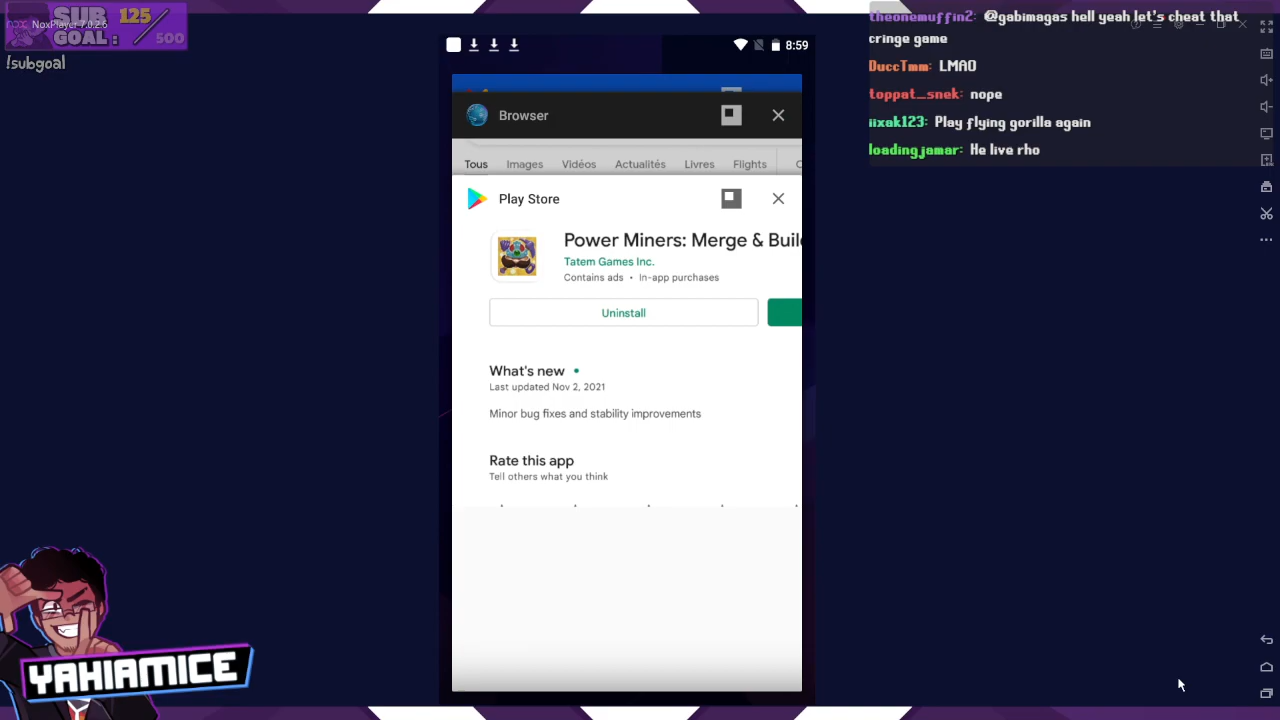 SUB 125
GOAL : 500
NoxPlayer 7.0.2.6
!subgoal
8:59
Browser
Tous Images Vidéos Actualités Livres Flights
Play Store
Power Miners: Merge & Buil
Tatem Games Inc.
Contains ads • In-app purchases
Uninstall
What's new
Last updated Nov 2, 2021
Minor bug fixes and stability improvements
Rate this app
Tell others what you think
theonemuffin2: @gabimagas hell yeah let's cheat that
cringe game
DuccTmm: LMAO
toppat_snek: nope
iixak123: Play flying gorilla again
loadingjamar: He live rho
YAHIAMICE